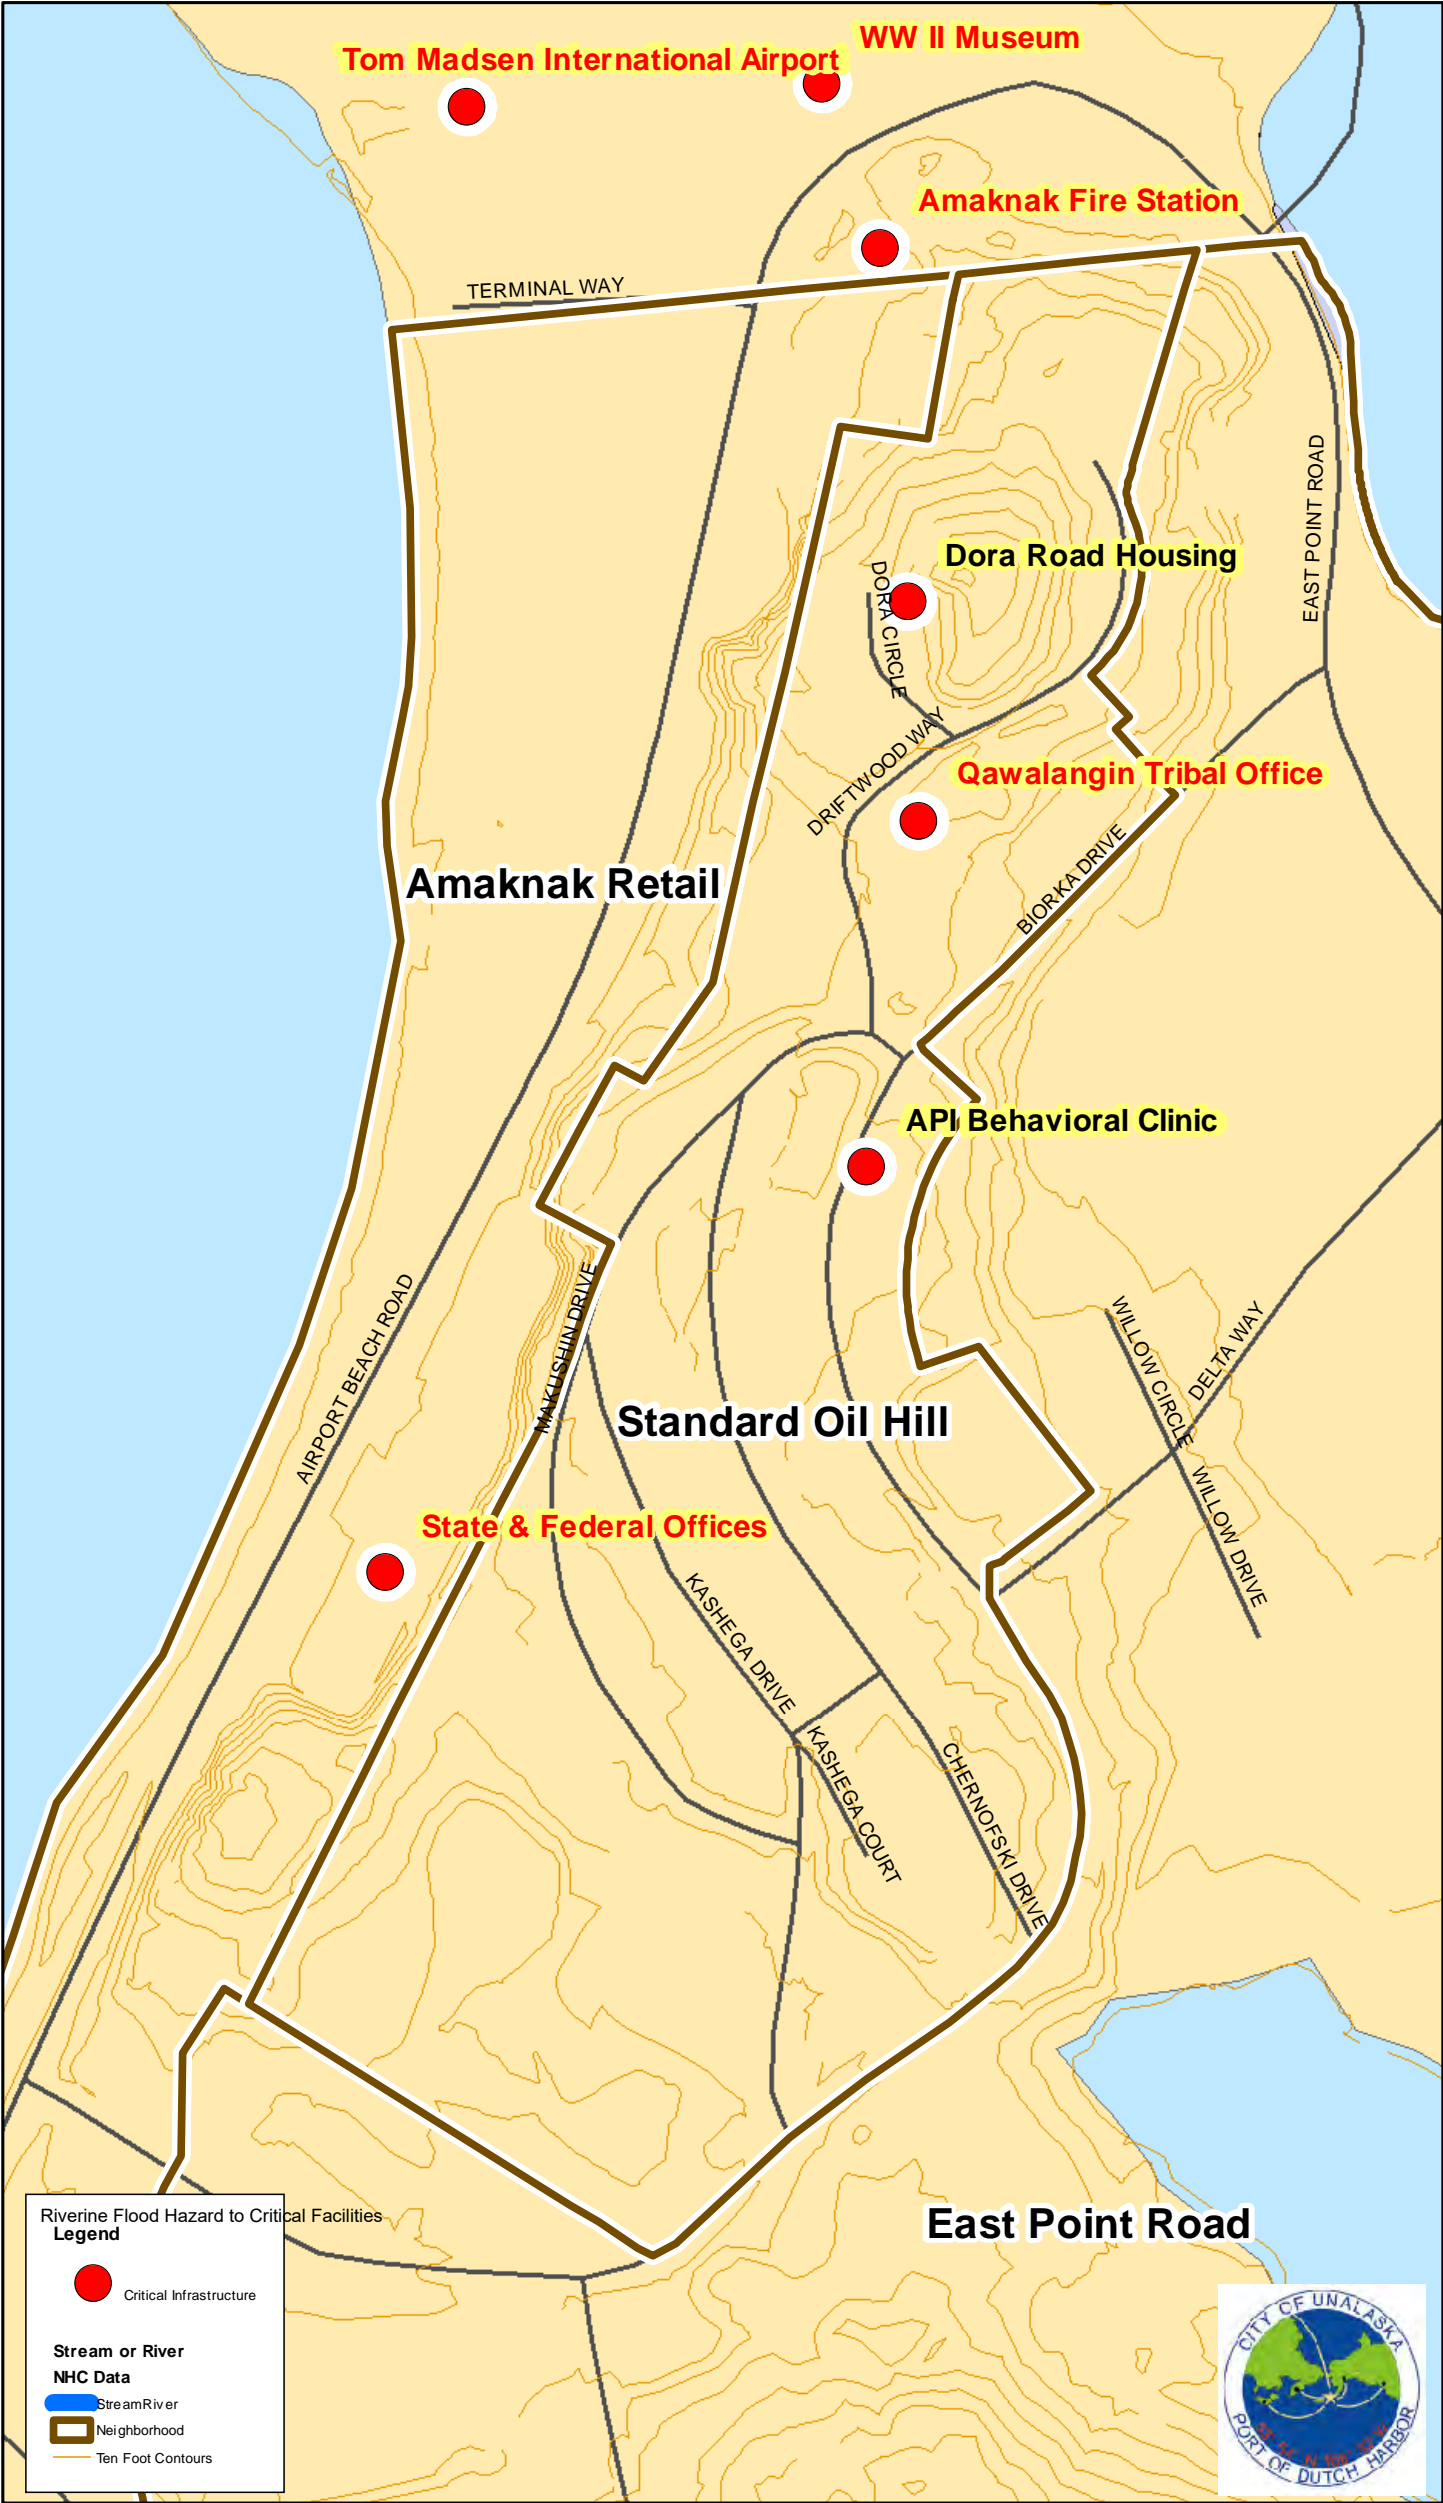 WW II Museum
Tom Madsen International Airport
Amaknak Fire Station
TERMINAL WAY
EAST POINT ROAD
Dora Road Housing
DORA CIRCLE
DRIFTWOOD WAY
Qawalangin Tribal Office
BIORKA DRIVE
Amaknak Retail
API Behavioral Clinic
MAKUSHIN DRIVE
AIRPORT BEACH ROAD
WILLOW CIRCLE
DELTA WAY
Standard Oil Hill
WILLOW DRIVE
State & Federal Offices
KASHEGA DRIVE
KASHEGA COURT
CHERNOFSKI DRIVE
East Point Road
Riverine Flood Hazard to Critical Facilities
Legend
Critical Infrastructure
Stream or River
NHC Data
StreamRiver
Neighborhood
Ten Foot Contours
CITY OF UNALASKA
PORT OF DUTCH HARBOR